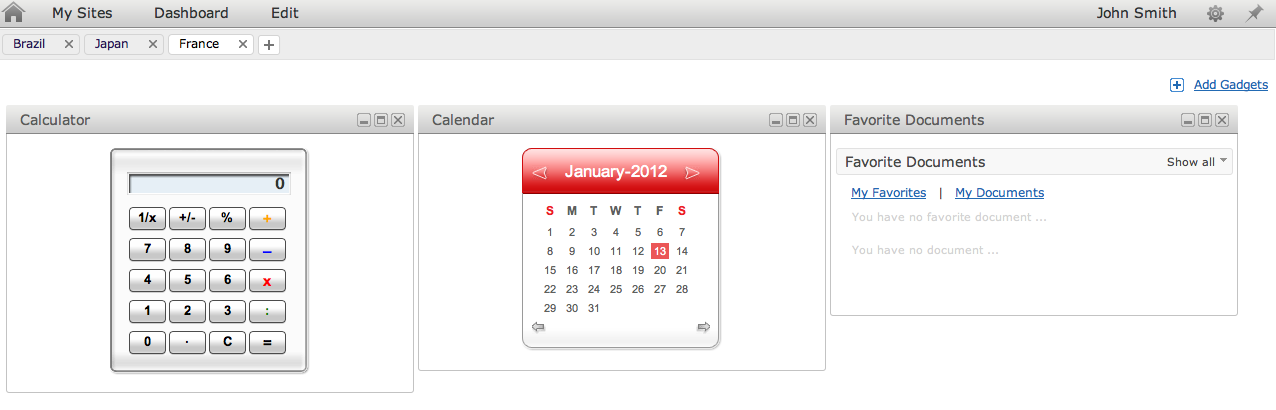 My Sites Dashboard Edit John Smith
Brazil Japan France
Add Gadgets
Calculator
0
1/x +/- % +
7 8 9 –
4 5 6 x
1 2 3 :
0 . C =
Calendar
January-2012
S M T W T F S
1 2 3 4 5 6 7
8 9 10 11 12 13 14
15 16 17 18 19 20 21
22 23 24 25 26 27 28
29 30 31
Favorite Documents
Favorite Documents Show all
My Favorites | My Documents
You have no favorite document ...
You have no document ...